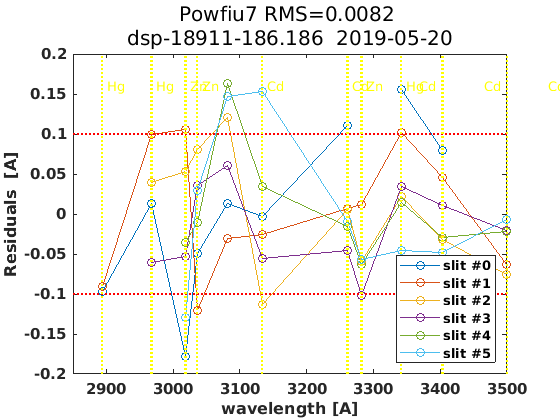 Powfiu7 RMS=0.0082
dsp-18911-186.186 2019-05-20
Hg Hg Zn Zn Cd Cd Zn Hg Cd Cd
0.2
0.15
0.1
0.05
0
-0.05
-0.1
-0.15
-0.2
Residuals [A]
slit #0
slit #1
slit #2
slit #3
slit #4
slit #5
2900 3000 3100 3200 3300 3400 3500
wavelength [A]